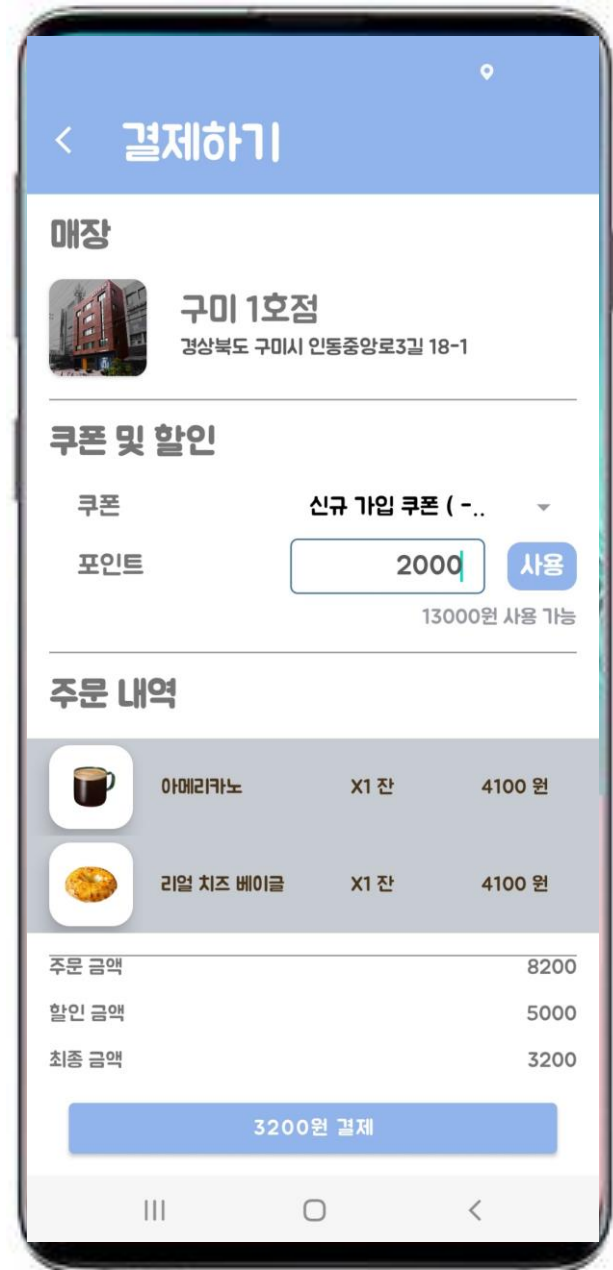 결제하기
매장
구미 1호점
경상북도 구미시 인동중앙로3길 18-1
쿠폰 및 할인
쿠폰 신규 가입 쿠폰 ( -..
포인트 2000 사용
13000원 사용 가능
주문 내역
아메리카노 X1 잔 4100 원
리얼 치즈 베이글 X1 잔 4100 원
주문 금액 8200
할인 금액 5000
최종 금액 3200
3200원 결제